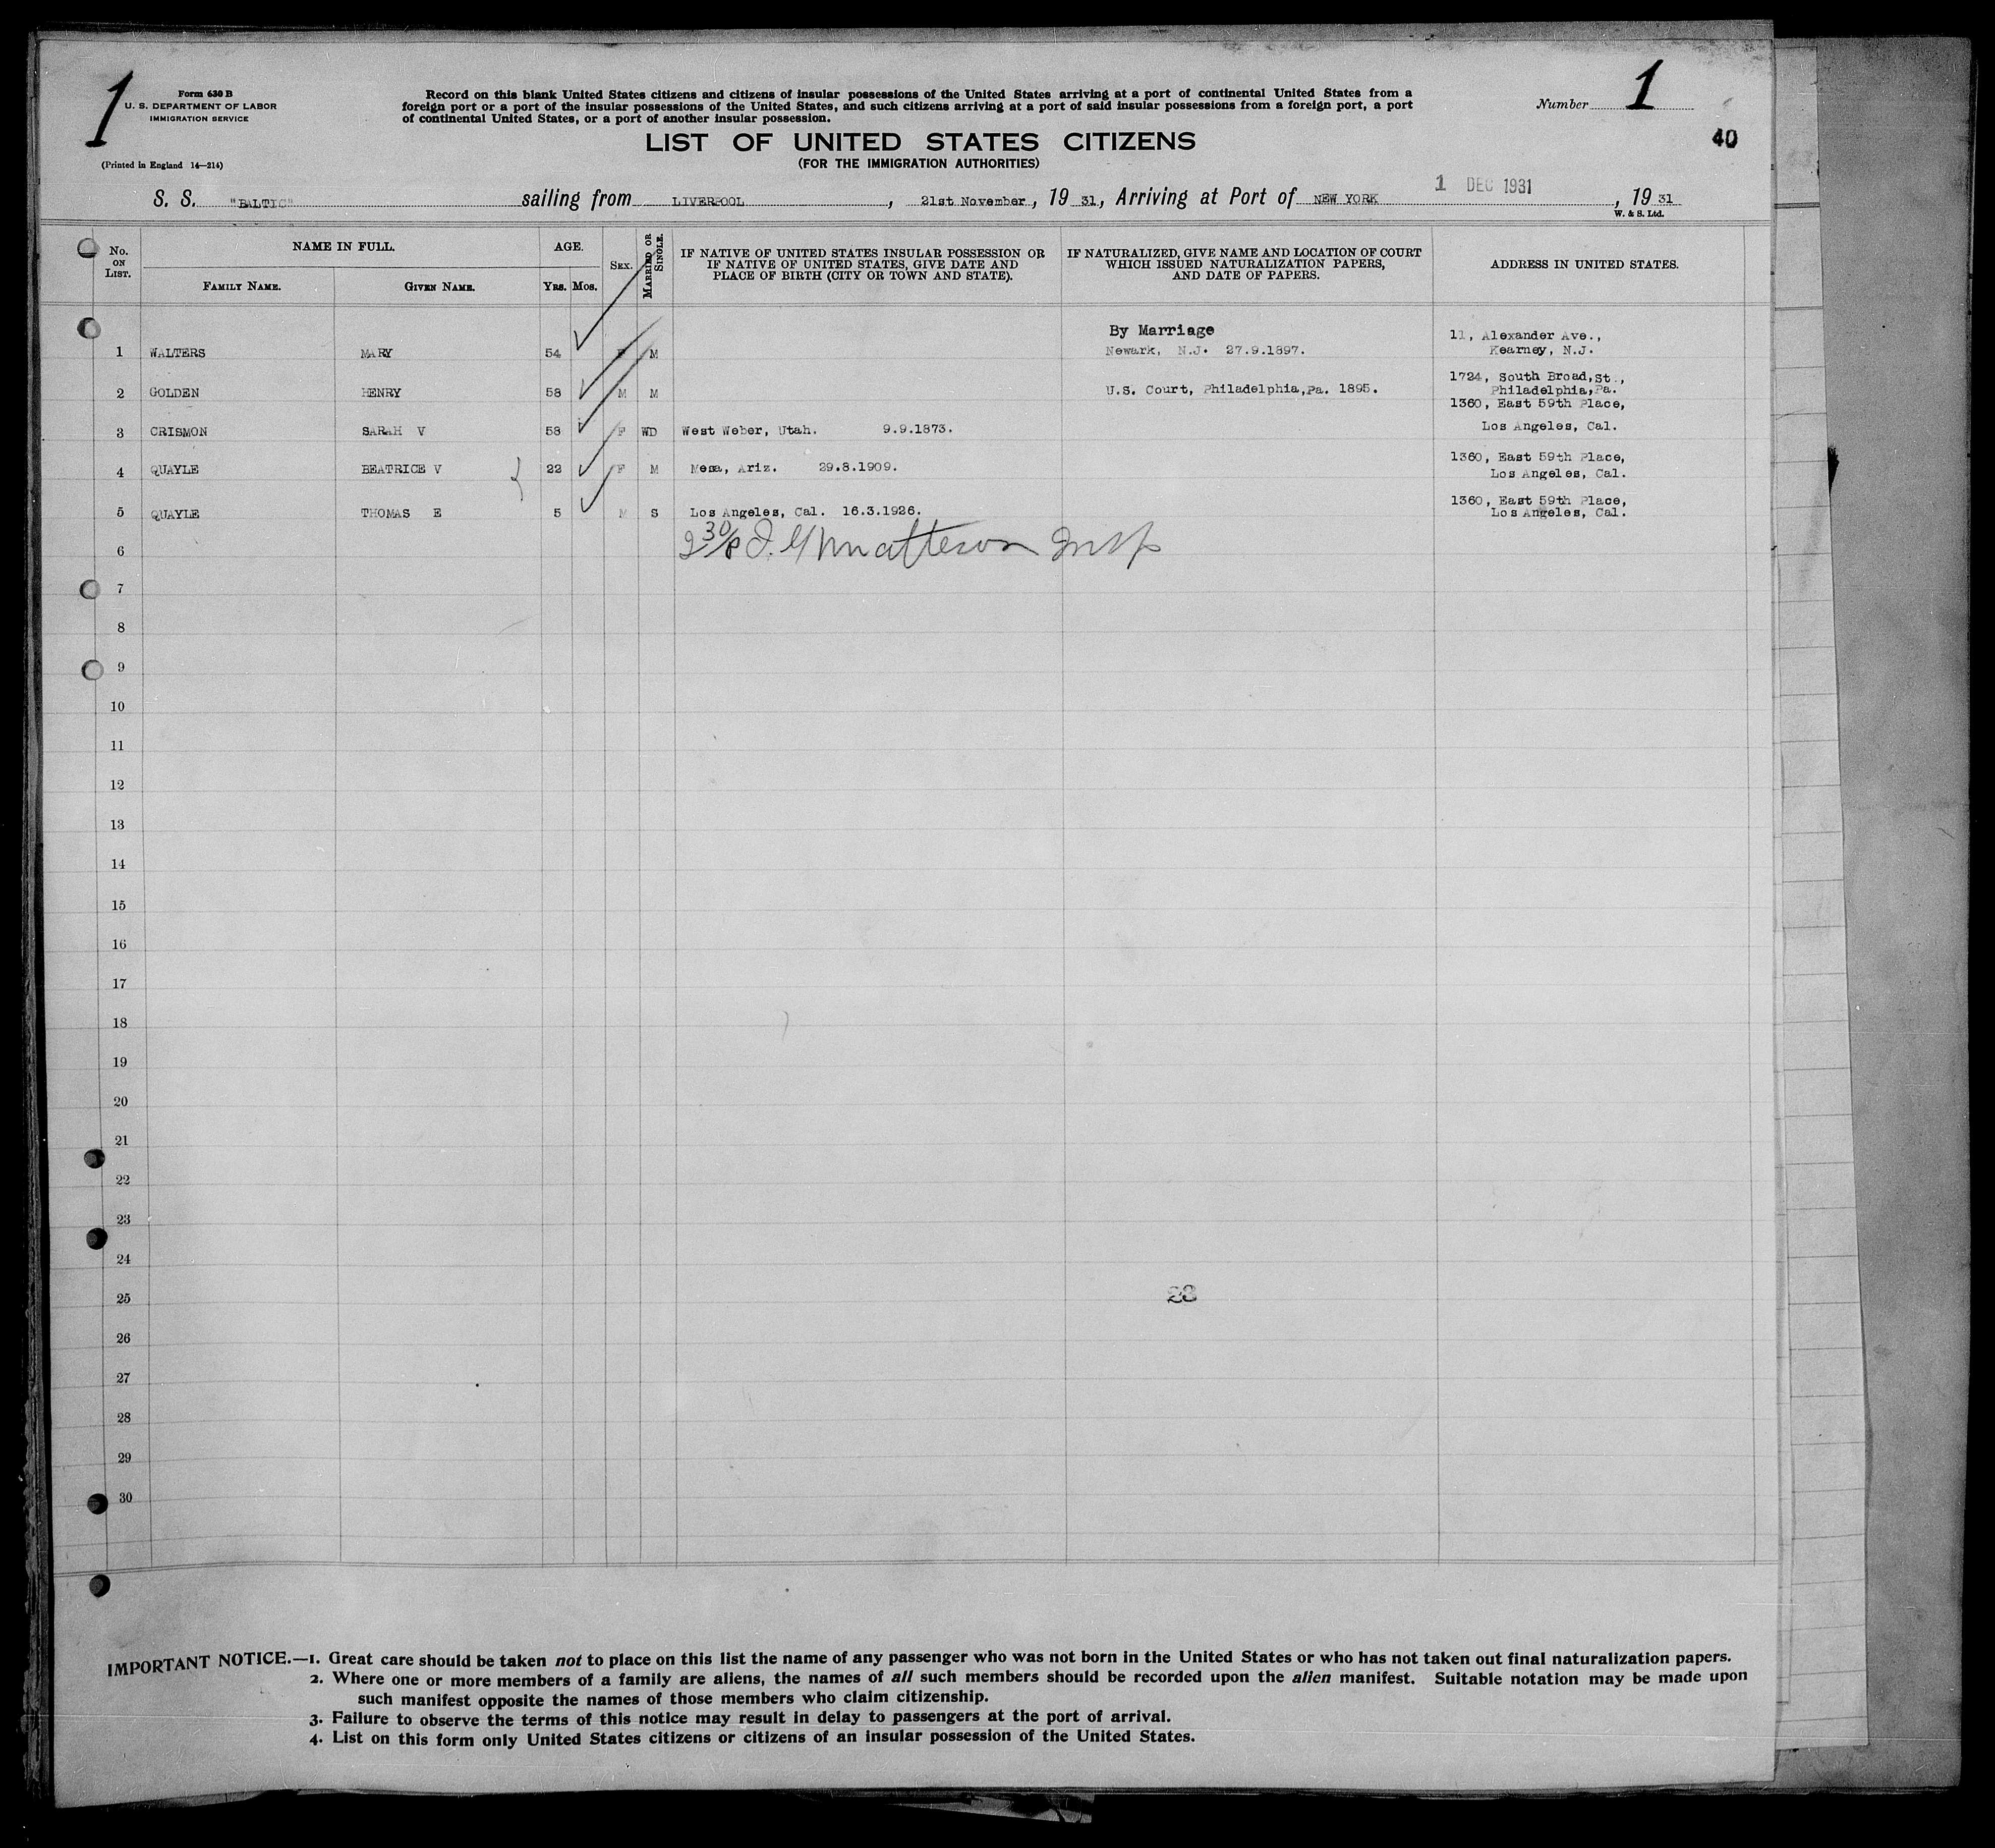 1
Form 630 B
U. S. DEPARTMENT OF LABOR
IMMIGRATION SERVICE
(Printed in England 14—214)
Record on this blank United States citizens and citizens of insular possessions of the United States arriving at a port of continental United States from a
foreign port or a port of the insular possessions of the United States, and such citizens arriving at a port of said insular possessions from a foreign port, a port
of continental United States, or a port of another insular possession.
Number 1
40
LIST OF UNITED STATES CITIZENS
(FOR THE IMMIGRATION AUTHORITIES)
1 DEC 1931
S. S. "BALTIC" sailing from LIVERPOOL, 21st November, 19 31, Arriving at Port of NEW YORK, 19 31
W. & S. Ltd.
No. ON LIST. NAME IN FULL. AGE. SEX. MARRIED OR SINGLE. IF NATIVE OF UNITED STATES INSULAR POSSESSION OR IF NATIVE OF UNITED STATES, GIVE DATE AND PLACE OF BIRTH (CITY OR TOWN AND STATE). IF NATURALIZED, GIVE NAME AND LOCATION OF COURT WHICH ISSUED NATURALIZATION PAPERS, AND DATE OF PAPERS. ADDRESS IN UNITED STATES.
FAMILY NAME. GIVEN NAME. YRS. MOS.
1 WALTERS MARY 54 F M By Marriage Newark, N.J. 27.9.1897. 11, Alexander Ave., Kearney, N.J.
2 GOLDEN HENRY 58 M M U.S. Court, Philadelphia,Pa. 1895. 1724, South Broad,St., Philadelphia,Pa.
3 CRISMON SARAH V 58 F WD West Weber, Utah. 9.9.1873. 1360, East 59th Place, Los Angeles, Cal.
4 QUAYLE BEATRICE V 22 F M Mesa, Ariz. 29.8.1909. 1360, East 59th Place, Los Angeles, Cal.
5 QUAYLE THOMAS E 5 M S Los Angeles, Cal. 16.3.1926. 1360, East 59th Place, Los Angeles, Cal.
6 Matteson Insp
7
8
9
10
11
12
13
14
15
16
17
18
19
20
21
22
23
24
25
23
26
27
28
29
30
IMPORTANT NOTICE.—1. Great care should be taken not to place on this list the name of any passenger who was not born in the United States or who has not taken out final naturalization papers.
2. Where one or more members of a family are aliens, the names of all such members should be recorded upon the alien manifest. Suitable notation may be made upon
such manifest opposite the names of those members who claim citizenship.
3. Failure to observe the terms of this notice may result in delay to passengers at the port of arrival.
4. List on this form only United States citizens or citizens of an insular possession of the United States.